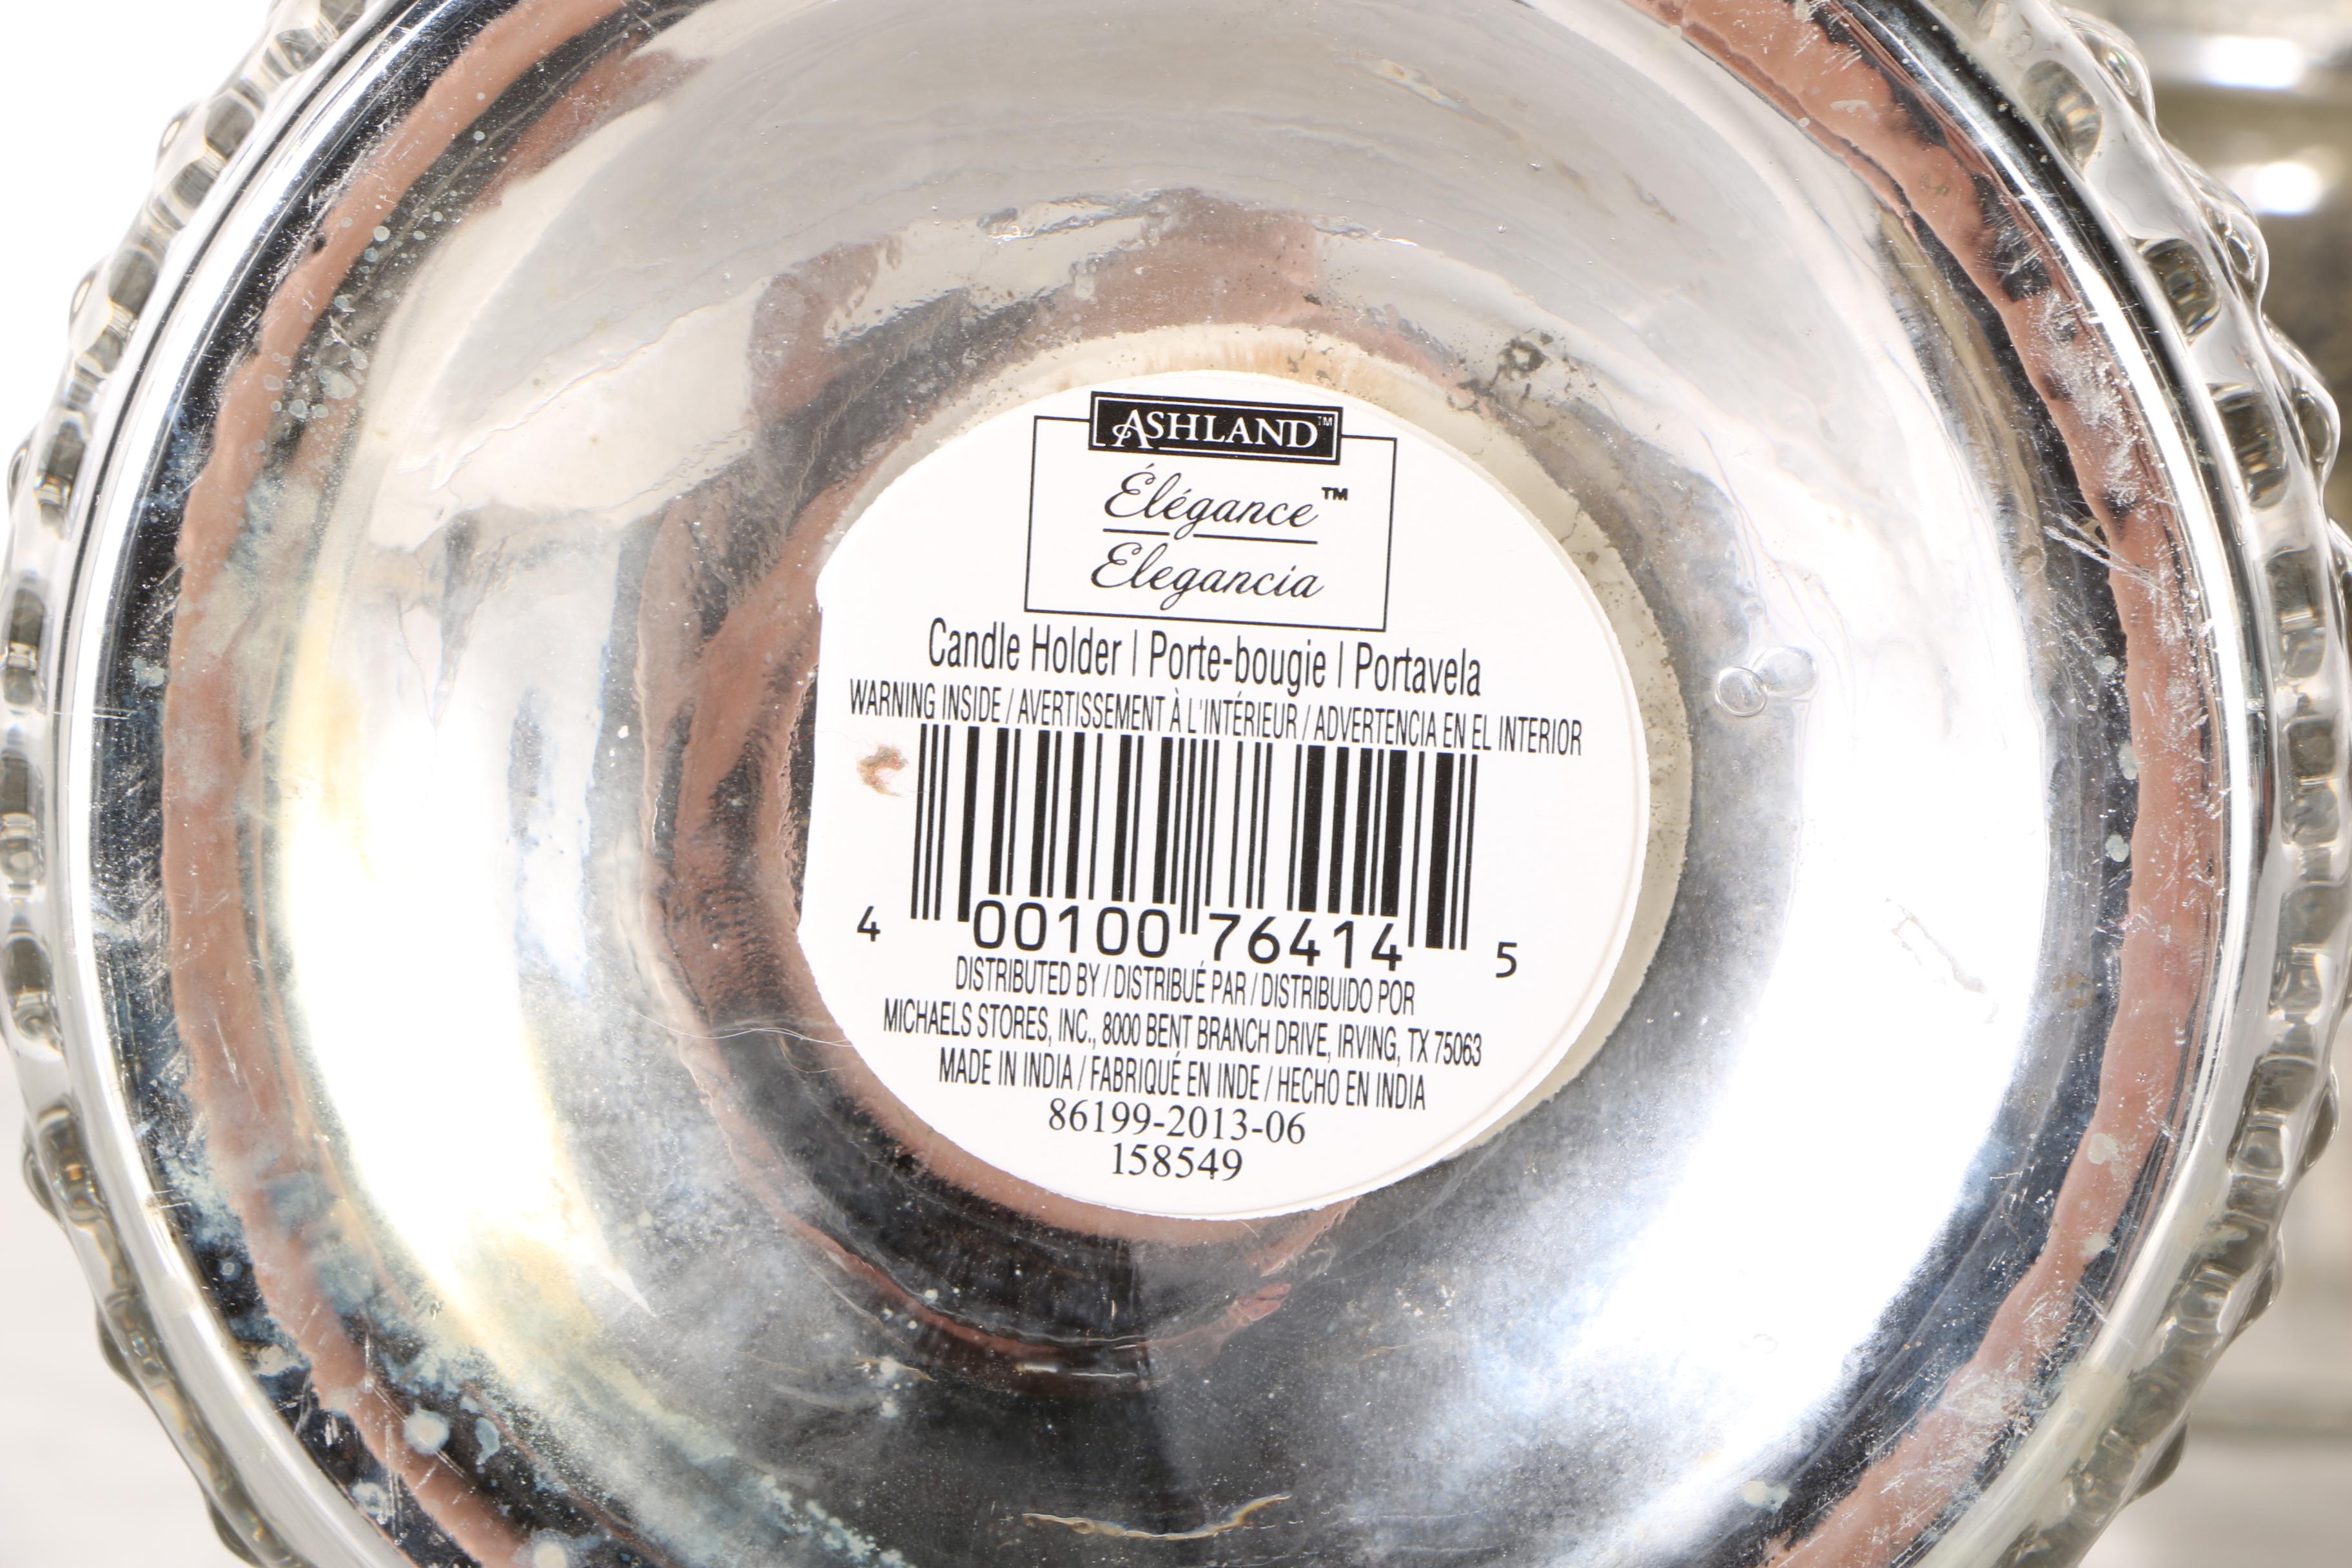 ASHLAND™
Élégance™
Elegancia
Candle Holder | Porte-bougie | Portavela
WARNING INSIDE / AVERTISSEMENT À L'INTÉRIEUR / ADVERTENCIA EN EL INTERIOR
4 00100 76414 5
DISTRIBUTED BY / DISTRIBUÉ PAR / DISTRIBUIDO POR
MICHAELS STORES, INC., 8000 BENT BRANCH DRIVE, IRVING, TX 75063
MADE IN INDIA / FABRIQUÉ EN INDE / HECHO EN INDIA
86199-2013-06
158549